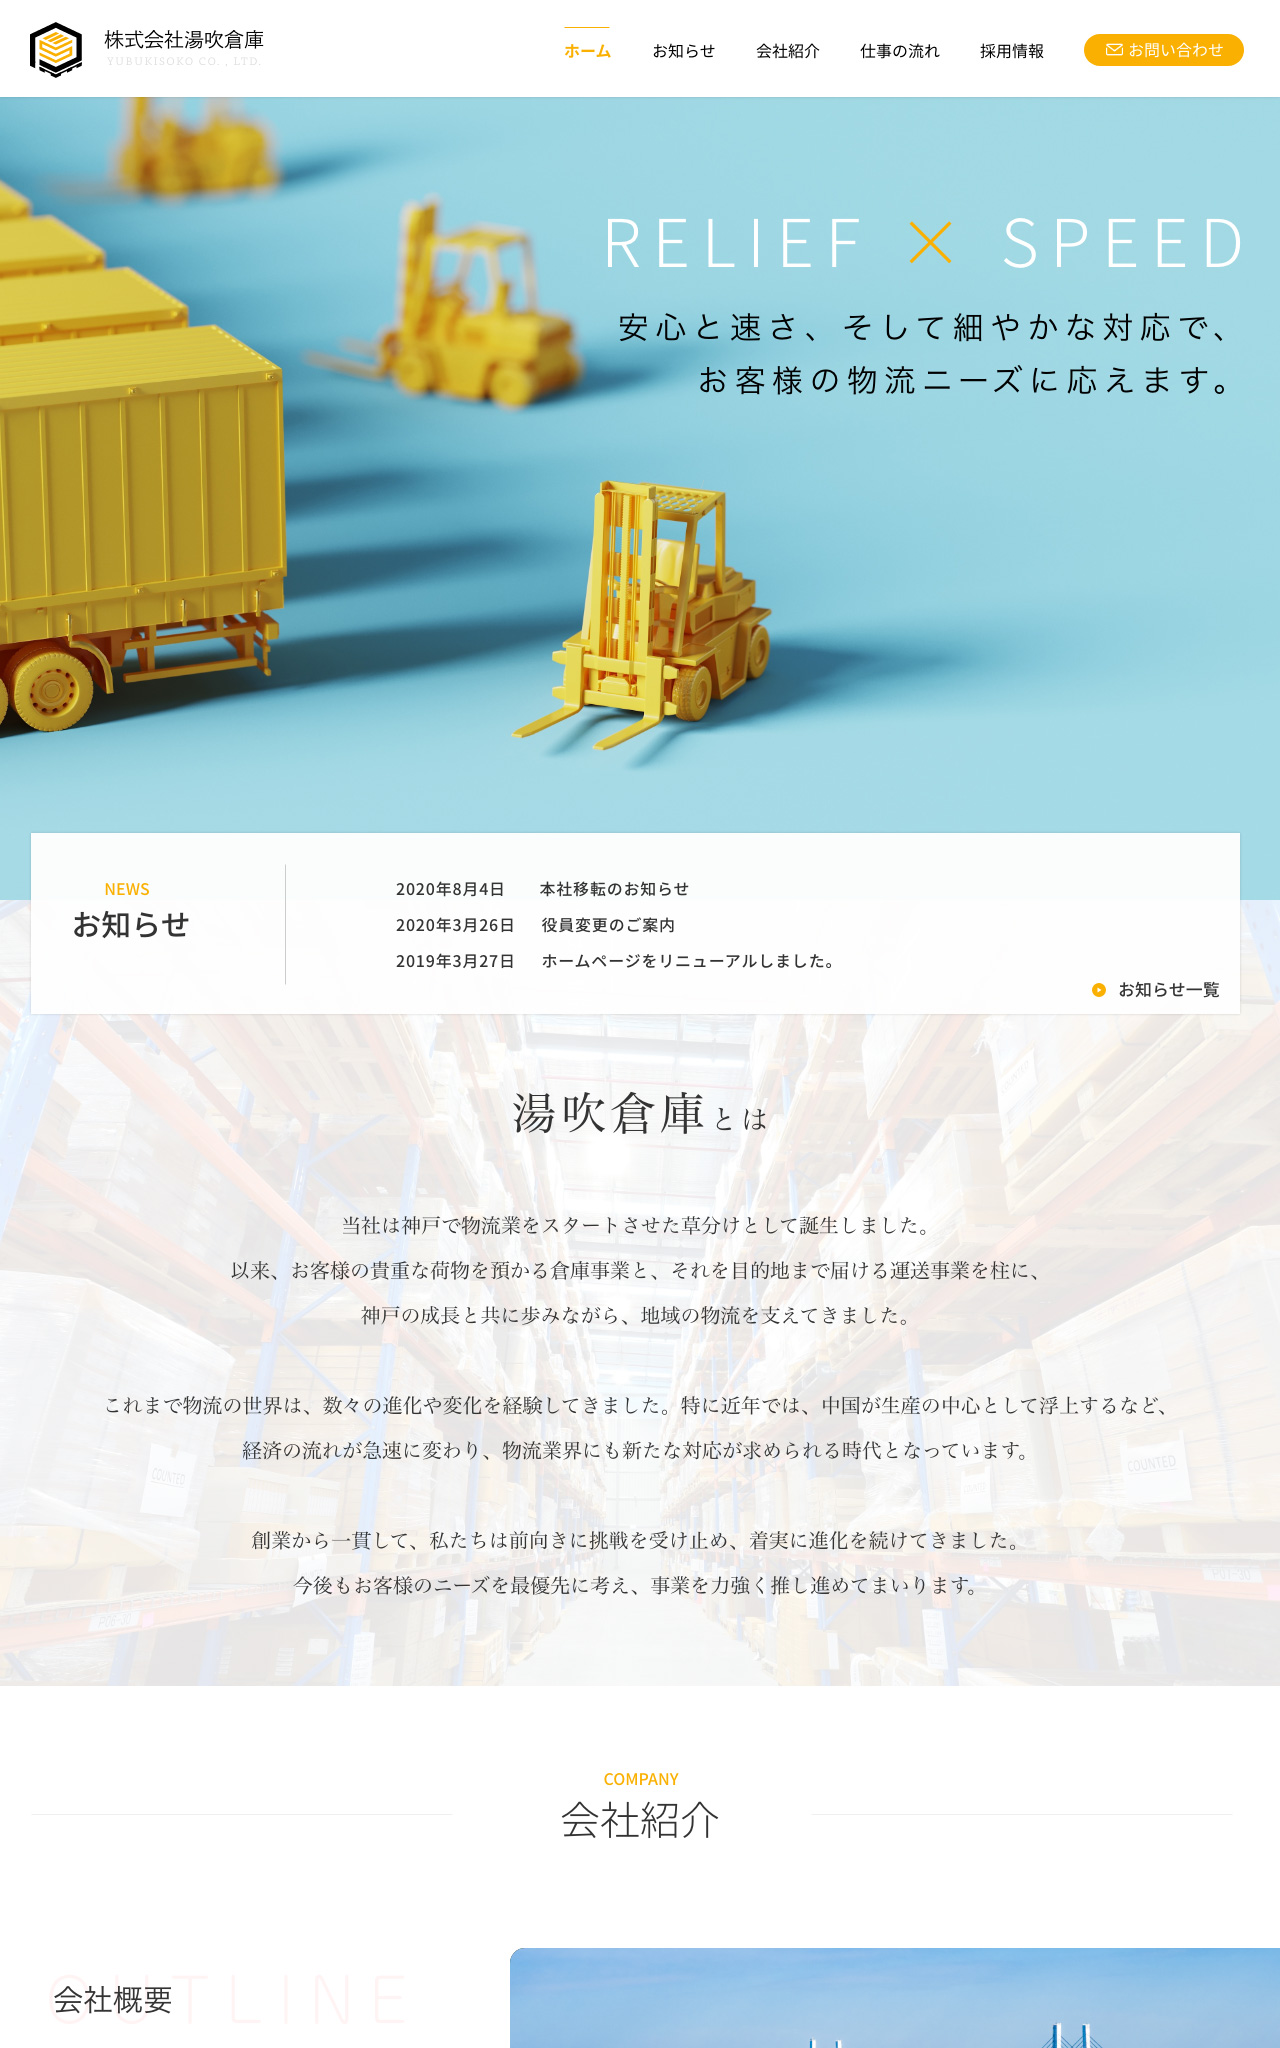 株式会社湯吹倉庫
YUBUKISOKO CO. , LTD.
ホーム
お知らせ
会社紹介
仕事の流れ
採用情報
お問い合わせ
RELIEF × SPEED
安心と速さ、そして細やかな対応で、
お客様の物流ニーズに応えます。
NEWS
お知らせ
2020年8月4日 本社移転のお知らせ
2020年3月26日 役員変更のご案内
2019年3月27日 ホームページをリニューアルしました。
お知らせ一覧
湯吹倉庫とは
当社は神戸で物流業をスタートさせた草分けとして誕生しました。
以来、お客様の貴重な荷物を預かる倉庫事業と、それを目的地まで届ける運送事業を柱に、
神戸の成長と共に歩みながら、地域の物流を支えてきました。
これまで物流の世界は、数々の進化や変化を経験してきました。特に近年では、中国が生産の中心として浮上するなど、
経済の流れが急速に変わり、物流業界にも新たな対応が求められる時代となっています。
COUNTED
COUNTED
創業から一貫して、私たちは前向きに挑戦を受け止め、着実に進化を続けてきました。
今後もお客様のニーズを最優先に考え、事業を力強く推し進めてまいります。
COMPANY
会社紹介
OUTLINE
会社概要